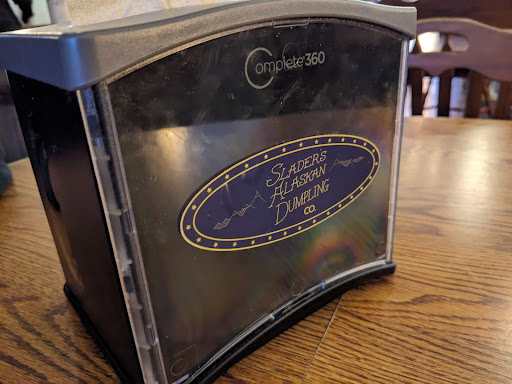 Complete 360
SLADERS
ALASKAN
DUMPLING
CO.